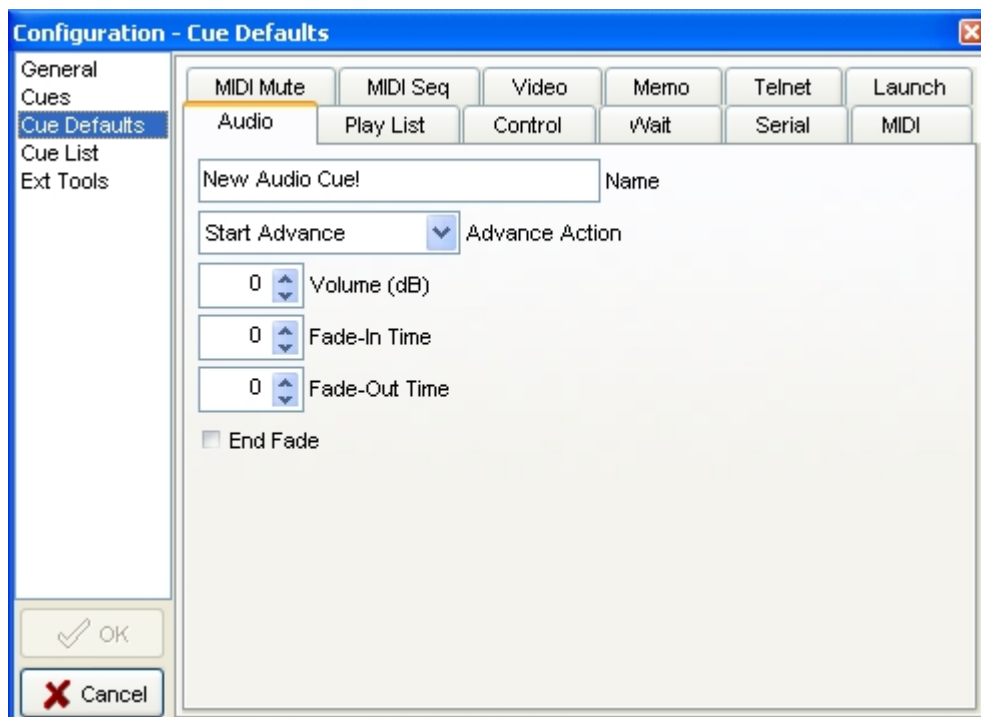 Configuration - Cue Defaults
General
Cues
Cue Defaults
Cue List
Ext Tools
MIDI Mute
MIDI Seq
Video
Memo
Telnet
Launch
Audio
Play List
Control
Wait
Serial
MIDI
New Audio Cue!
Name
Start Advance
Advance Action
0
Volume (dB)
0
Fade-In Time
0
Fade-Out Time
End Fade
OK
Cancel